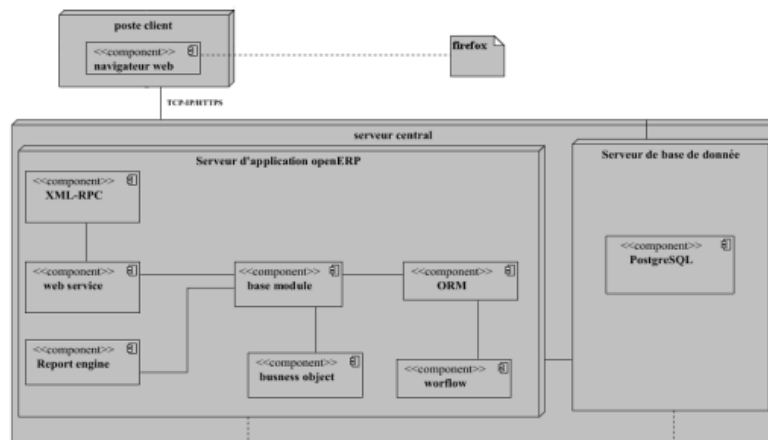 poste client
<<component>>
navigateur web
firefox
TCP-IP/HTTPS
serveur central
Serveur d'application openERP
Serveur de base de donnée
<<component>>
XML-RPC
<<component>>
PostgreSQL
<<component>>
web service
<<component>>
base module
<<component>>
ORM
<<component>>
Report engine
<<component>>
busness object
<<component>>
worflow